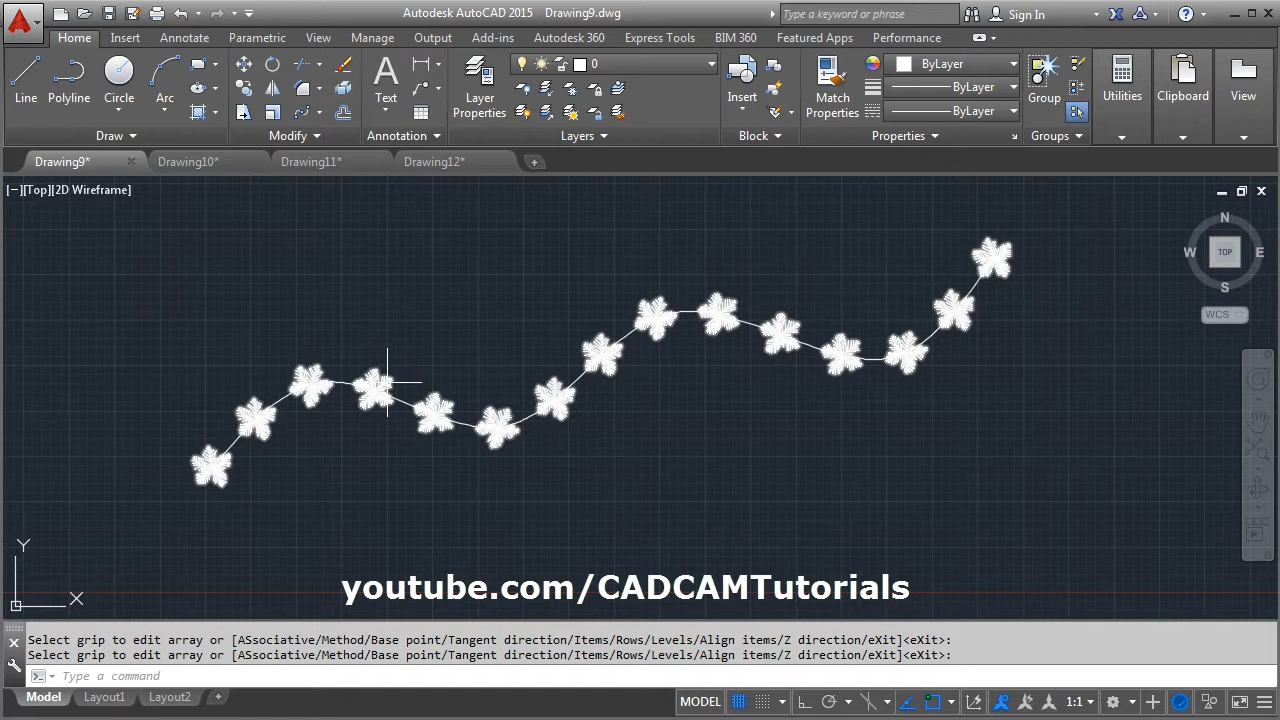 Autodesk AutoCAD 2015 Drawing9.dwg
Type a keyword or phrase
Sign In
Home Insert Annotate Parametric View Manage Output Add-ins Autodesk 360 Express Tools BIM 360 Featured Apps Performance
Line Polyline Circle Arc
Text
Layer Properties
0
Insert
Match Properties
ByLayer
ByLayer
ByLayer
Group
Utilities
Clipboard
View
Draw Modify Annotation Layers Block Properties Groups
Drawing9* Drawing10* Drawing11* Drawing12*
[−][Top][2D Wireframe]
N
W TOP E
S
WCS
Y
X
youtube.com/CADCAMTutorials
Select grip to edit array or [ASsociative/Method/Base point/Tangent direction/Items/Rows/Levels/Align items/Z direction/eXit]<eXit>:
Select grip to edit array or [ASsociative/Method/Base point/Tangent direction/Items/Rows/Levels/Align items/Z direction/eXit]<eXit>:
Type a command
Model Layout1 Layout2 +
MODEL
1:1